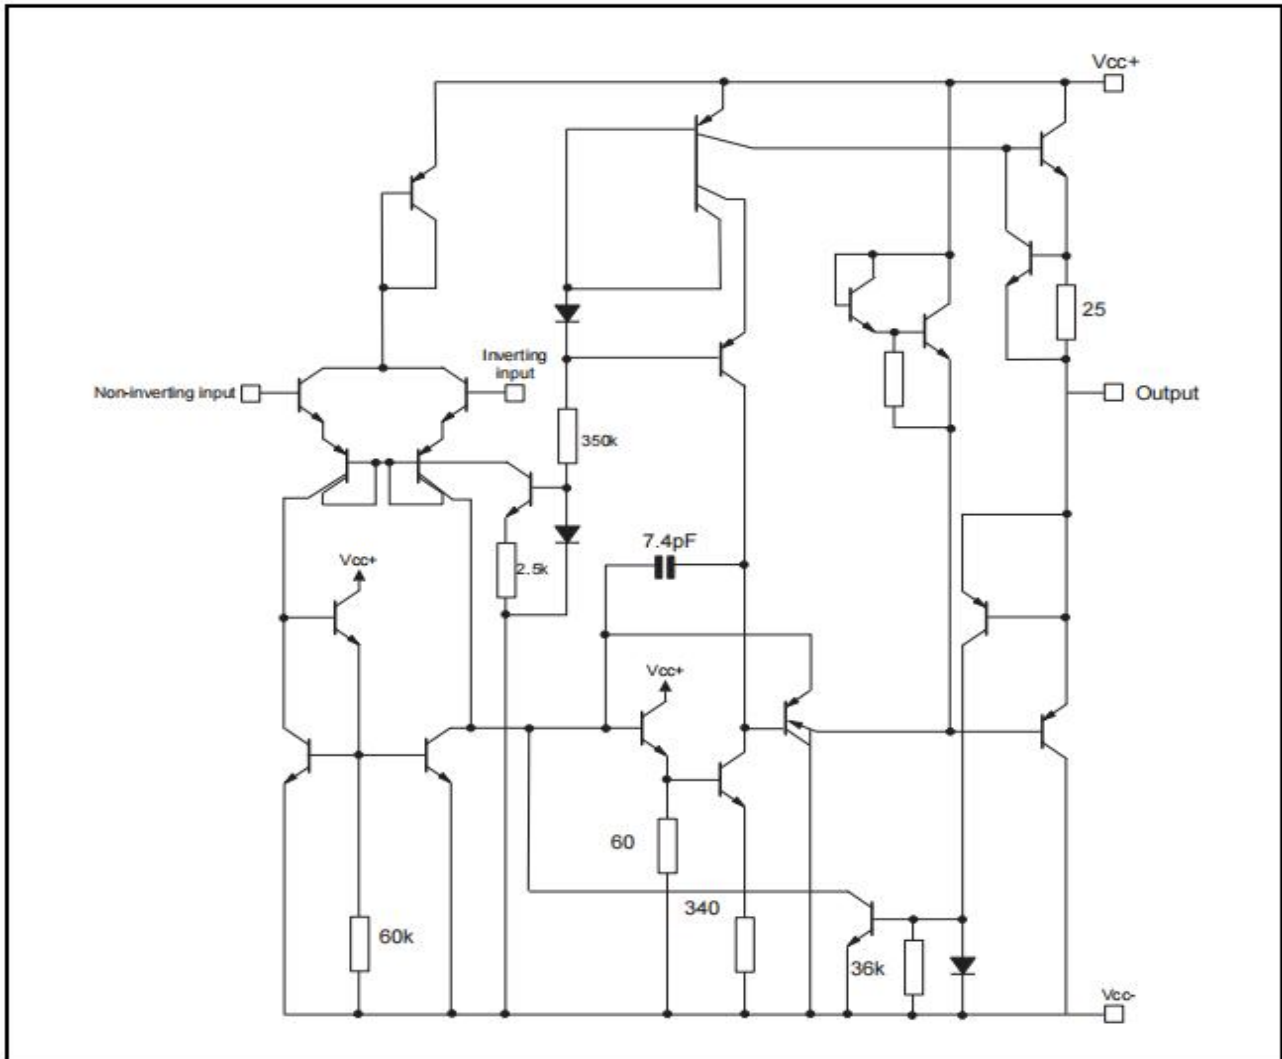 Vcc+
25
Inverting
input
Non-inverting input
Output
350k
7.4pF
Vcc+
2.5k
Vcc+
60
340
60k
36k
Vcc-